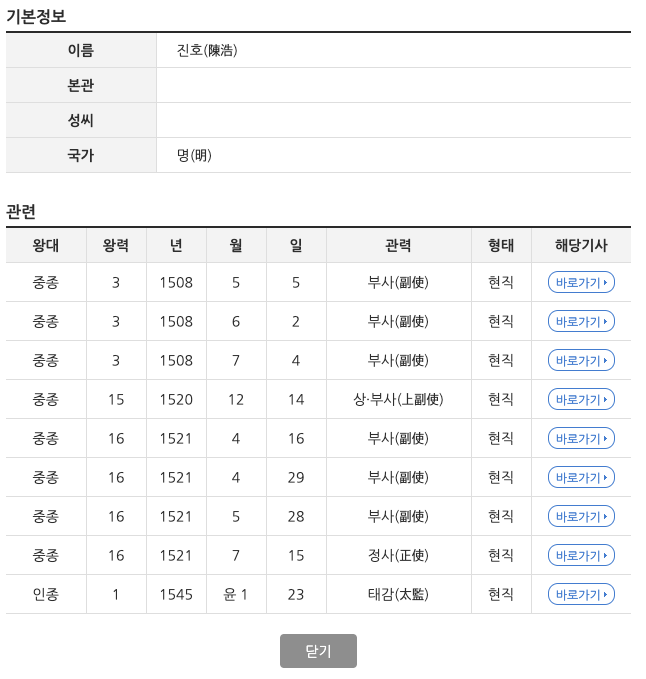 기본정보
이름 진호(陳浩)
본관
성씨
국가 명(明)
관련
왕대 왕력 년 월 일 관력 형태 해당기사
중종 3 1508 5 5 부사(副使) 현직 바로가기
중종 3 1508 6 2 부사(副使) 현직 바로가기
중종 3 1508 7 4 부사(副使) 현직 바로가기
중종 15 1520 12 14 상·부사(上副使) 현직 바로가기
중종 16 1521 4 16 부사(副使) 현직 바로가기
중종 16 1521 4 29 부사(副使) 현직 바로가기
중종 16 1521 5 28 부사(副使) 현직 바로가기
중종 16 1521 7 15 정사(正使) 현직 바로가기
인종 1 1545 윤 1 23 태감(太監) 현직 바로가기
닫기